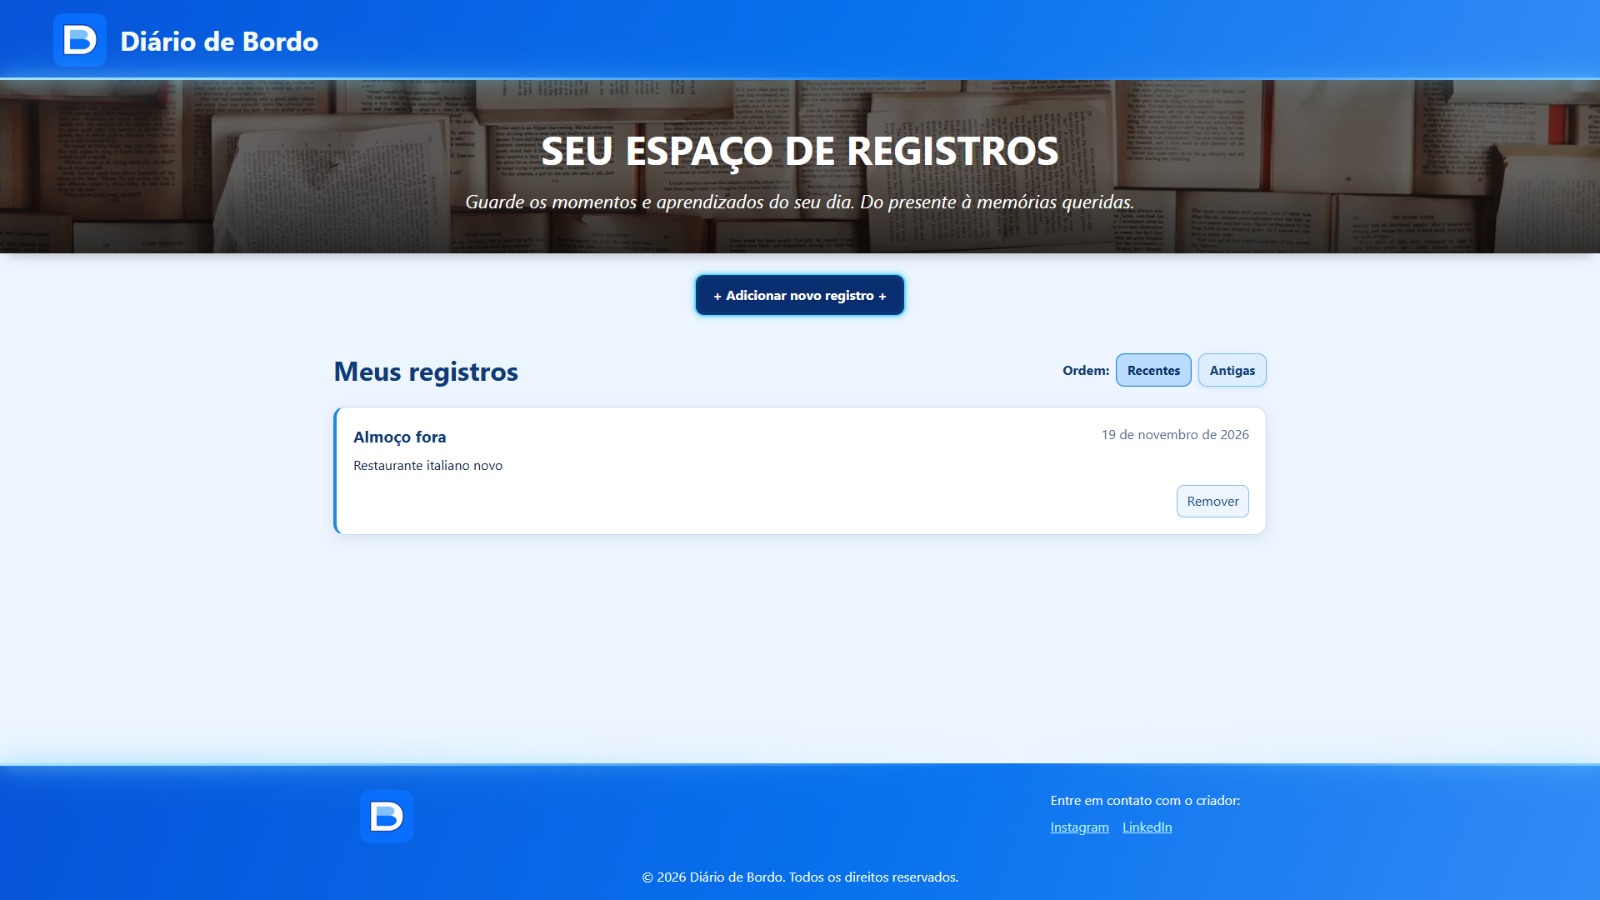 Diário de Bordo
SEU ESPAÇO DE REGISTROS
Guarde os momentos e aprendizados do seu dia. Do presente à memórias queridas.
+ Adicionar novo registro +
Meus registros
Ordem: Recentes Antigas
Almoço fora
19 de novembro de 2026
Restaurante italiano novo
Remover
Entre em contato com o criador:
Instagram LinkedIn
© 2026 Diário de Bordo. Todos os direitos reservados.